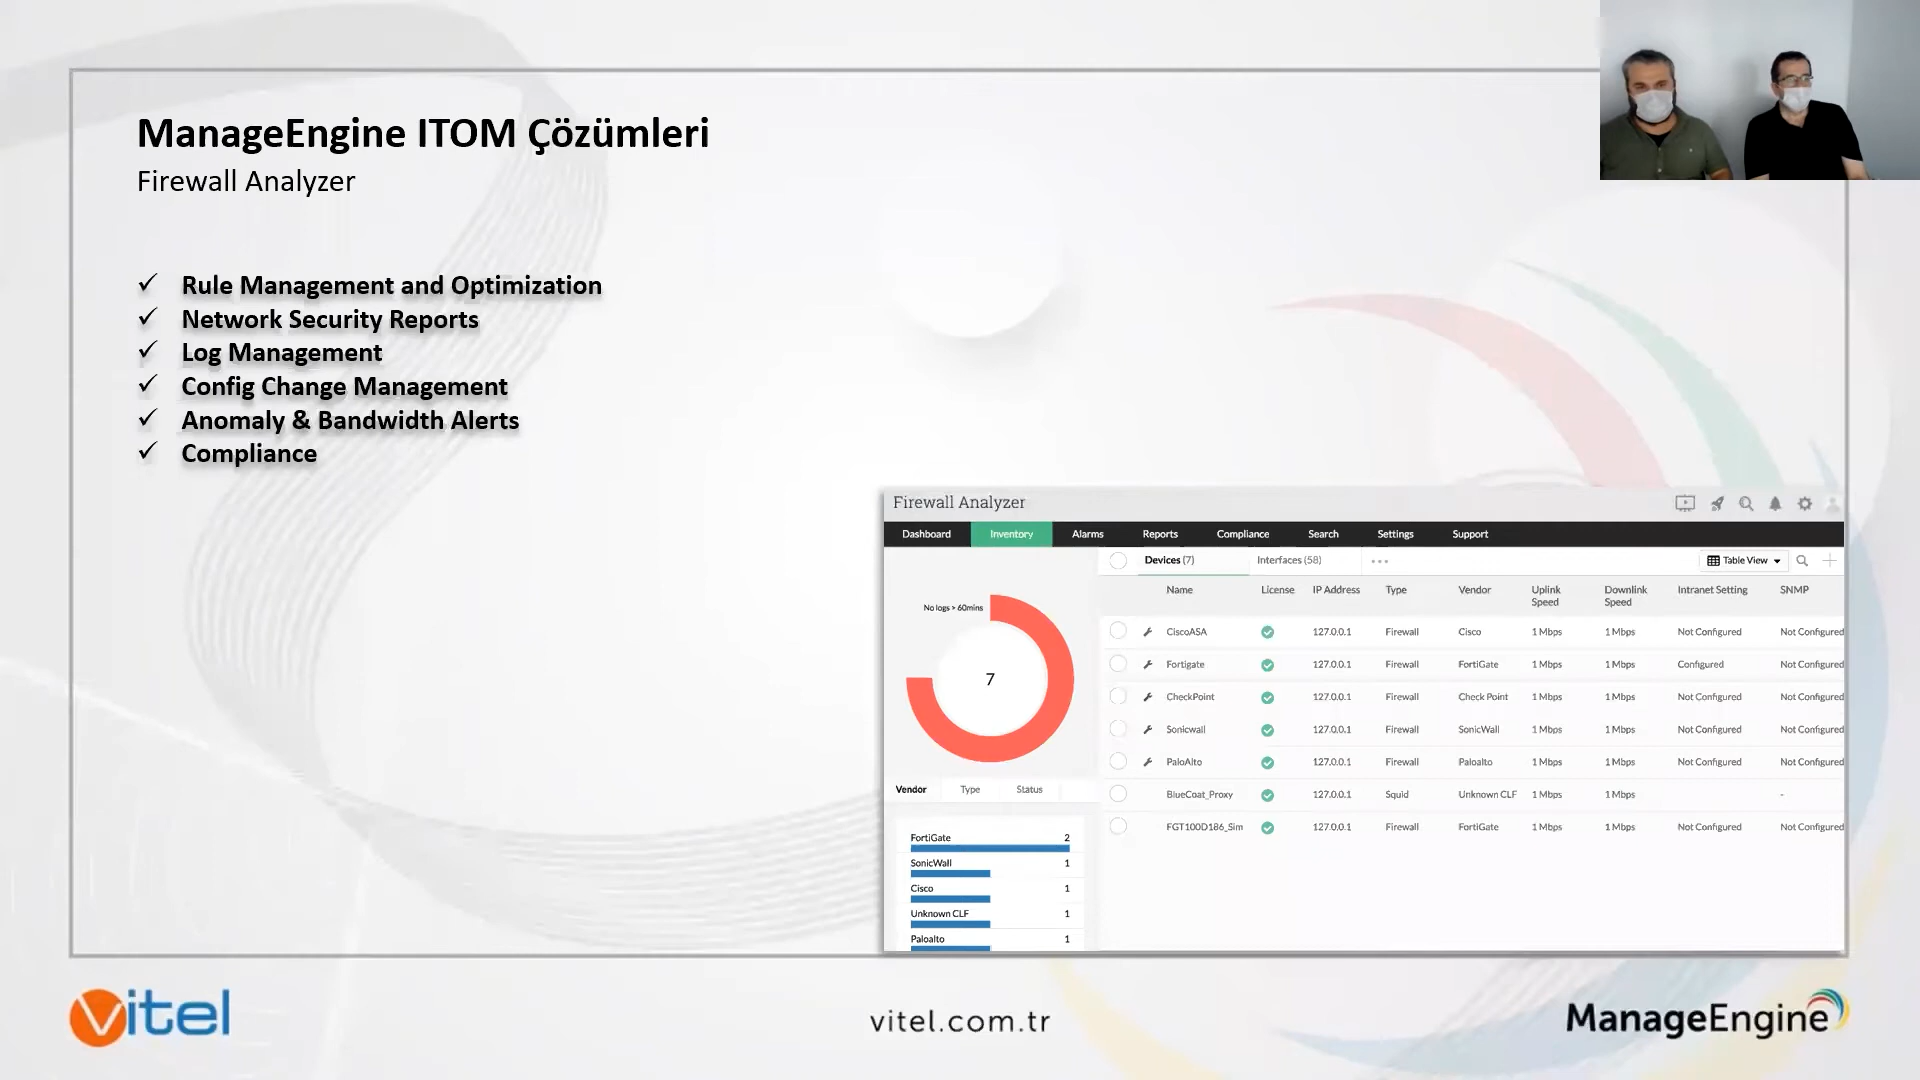 ManageEngine ITOM Çözümleri
Firewall Analyzer
✓ Rule Management and Optimization
✓ Network Security Reports
✓ Log Management
✓ Config Change Management
✓ Anomaly & Bandwidth Alerts
✓ Compliance
Firewall Analyzer
Dashboard Inventory Alarms Reports Compliance Search Settings Support
Devices (7) Interfaces (58) Table View
Name License IP Address Type Vendor Uplink Speed Downlink Speed Intranet Setting SNMP
CiscoASA 127.0.0.1 Firewall Cisco 1 Mbps 1 Mbps Not Configured Not Configured
Fortigate 127.0.0.1 Firewall FortiGate 1 Mbps 1 Mbps Configured Not Configured
CheckPoint 127.0.0.1 Firewall Check Point 1 Mbps 1 Mbps Not Configured Not Configured
Sonicwall 127.0.0.1 Firewall SonicWall 1 Mbps 1 Mbps Not Configured Not Configured
PaloAlto 127.0.0.1 Firewall Paloalto 1 Mbps 1 Mbps Not Configured Not Configured
BlueCoat_Proxy 127.0.0.1 Squid Unknown CLF 1 Mbps 1 Mbps -
FGT100D186_Sim 127.0.0.1 Firewall FortiGate 1 Mbps 1 Mbps Not Configured Not Configured
No logs > 60mins
7
Vendor Type Status
FortiGate 2
SonicWall 1
Cisco 1
Unknown CLF 1
Paloalto 1
vitel
vitel.com.tr
ManageEngine